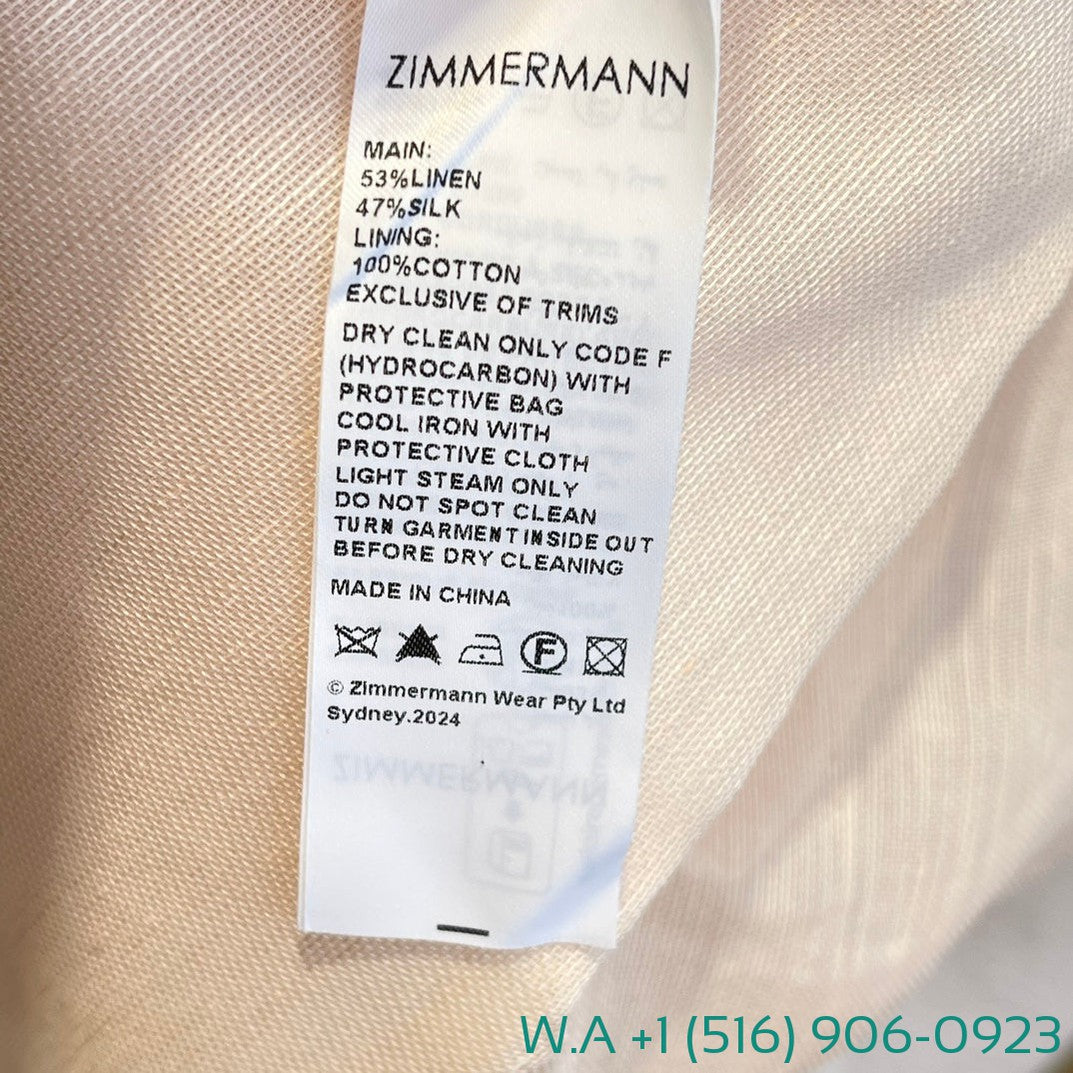 ZIMMERMANN
MAIN:
53%LINEN
47%SILK
LINING:
100%COTTON
EXCLUSIVE OF TRIMS
DRY CLEAN ONLY CODE F
(HYDROCARBON) WITH
PROTECTIVE BAG
COOL IRON WITH
PROTECTIVE CLOTH
LIGHT STEAM ONLY
DO NOT SPOT CLEAN
TURN GARMENT INSIDE OUT
BEFORE DRY CLEANING
MADE IN CHINA
F
© Zimmermann Wear Pty Ltd
Sydney.2024
ZIMMERMANN
W.A +1 (516) 906-0923